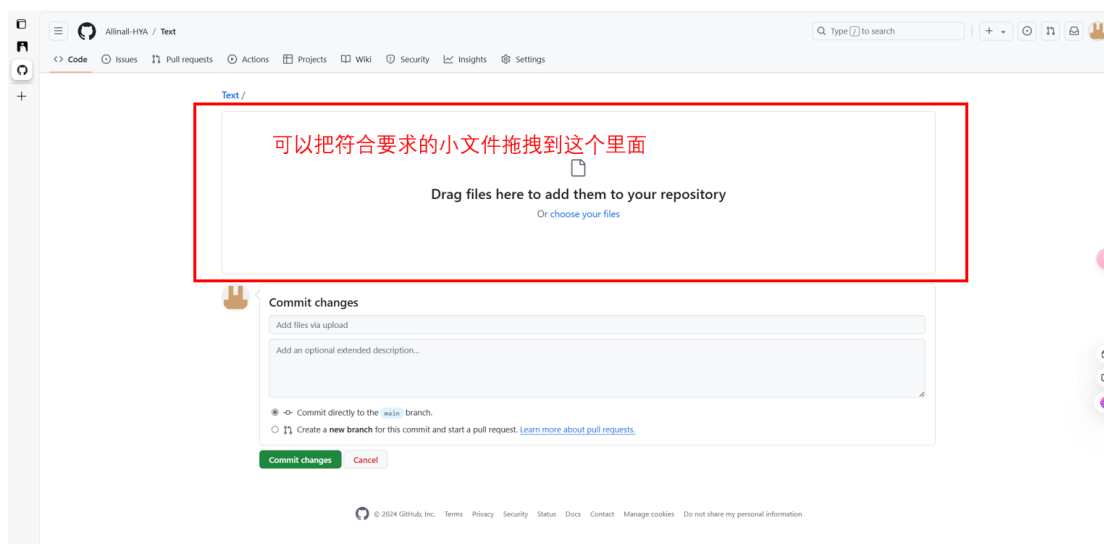 Allinall-HYA / Text
Type / to search
Code Issues Pull requests Actions Projects Wiki Security Insights Settings
Text /
可以把符合要求的小文件拖拽到这个里面
Drag files here to add them to your repository
Or choose your files
Commit changes
Add files via upload
Add an optional extended description...
Commit directly to the main branch.
Create a new branch for this commit and start a pull request. Learn more about pull requests.
Commit changes Cancel
© 2024 GitHub, Inc. Terms Privacy Security Status Docs Contact Manage cookies Do not share my personal information